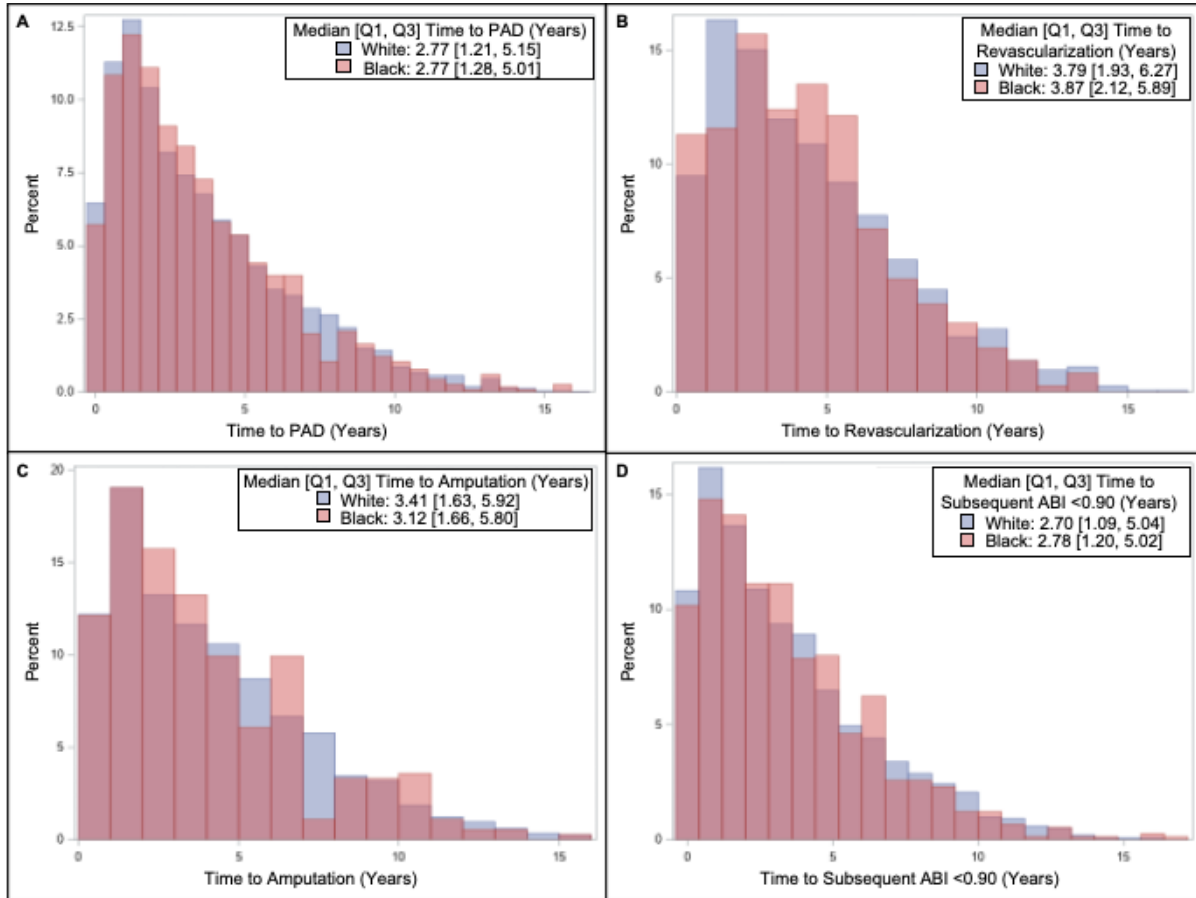 A
Median [Q1, Q3] Time to PAD (Years)
White: 2.77 [1.21, 5.15]
Black: 2.77 [1.28, 5.01]
12.5
10.0
7.5
5.0
2.5
0.0
Percent
0 5 10 15
Time to PAD (Years)
B
Median [Q1, Q3] Time to
Revascularization (Years)
White: 3.79 [1.93, 6.27]
Black: 3.87 [2.12, 5.89]
15
10
5
0
Percent
0 5 10 15
Time to Revascularization (Years)
C
Median [Q1, Q3] Time to Amputation (Years)
White: 3.41 [1.63, 5.92]
Black: 3.12 [1.66, 5.80]
20
15
10
5
0
Percent
0 5 10 15
Time to Amputation (Years)
D
Median [Q1, Q3] Time to
Subsequent ABI <0.90 (Years)
White: 2.70 [1.09, 5.04]
Black: 2.78 [1.20, 5.02]
15
10
5
0
Percent
0 5 10 15
Time to Subsequent ABI <0.90 (Years)